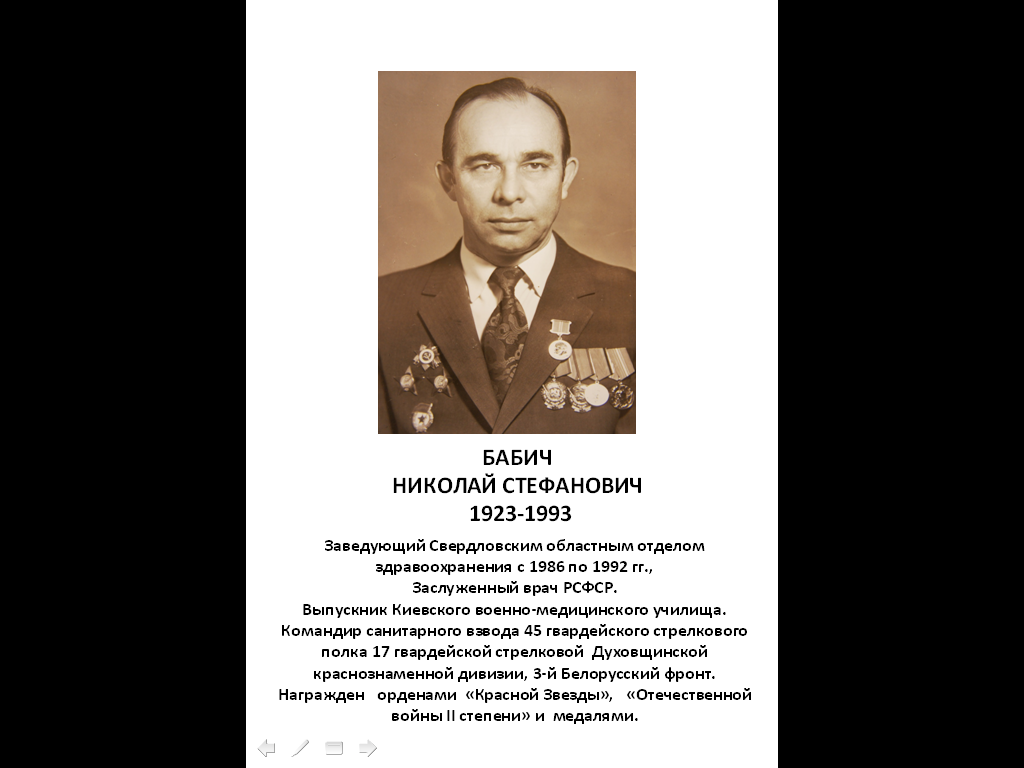 БАБИЧ
НИКОЛАЙ СТЕФАНОВИЧ
1923-1993
Заведующий Свердловским областным отделом
здравоохранения с 1986 по 1992 гг.,
Заслуженный врач РСФСР.
Выпускник Киевского военно-медицинского училища.
Командир санитарного взвода 45 гвардейского стрелкового
полка 17 гвардейской стрелковой Духовщинской
краснознаменной дивизии, 3-й Белорусский фронт.
Награжден орденами «Красной Звезды», «Отечественной
войны II степени» и медалями.